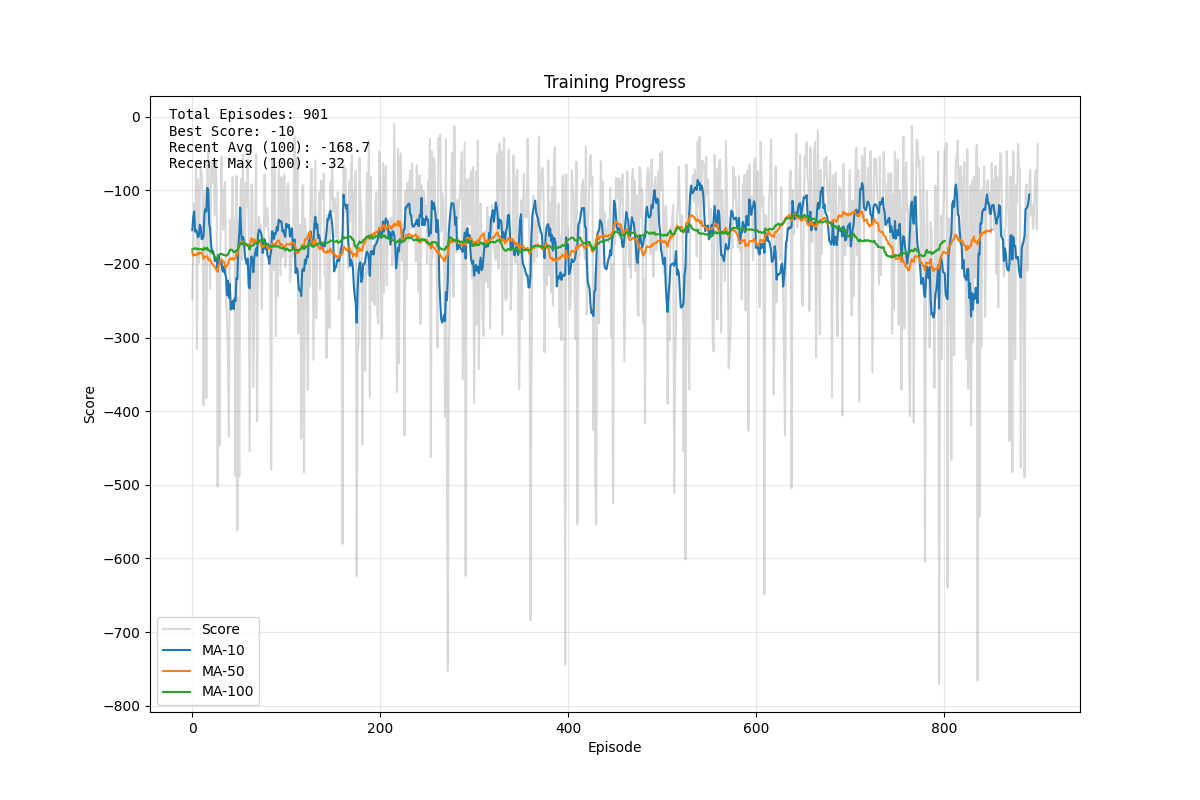 Training Progress
Total Episodes: 901
Best Score: -10
Recent Avg (100): -168.7
Recent Max (100): -32
0
−100
−200
−300
−400
−500
−600
−700
−800
Score
Score
MA-10
MA-50
MA-100
0 200 400 600 800
Episode